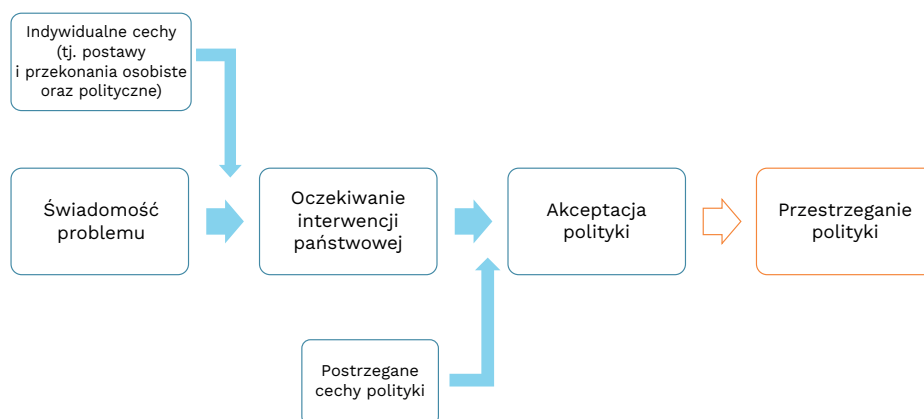 Indywidualne cechy
(tj. postawy
i przekonania osobiste
oraz polityczne)
Świadomość
problemu
Oczekiwanie
interwencji
państwowej
Akceptacja
polityki
Przestrzeganie
polityki
Postrzegane
cechy polityki